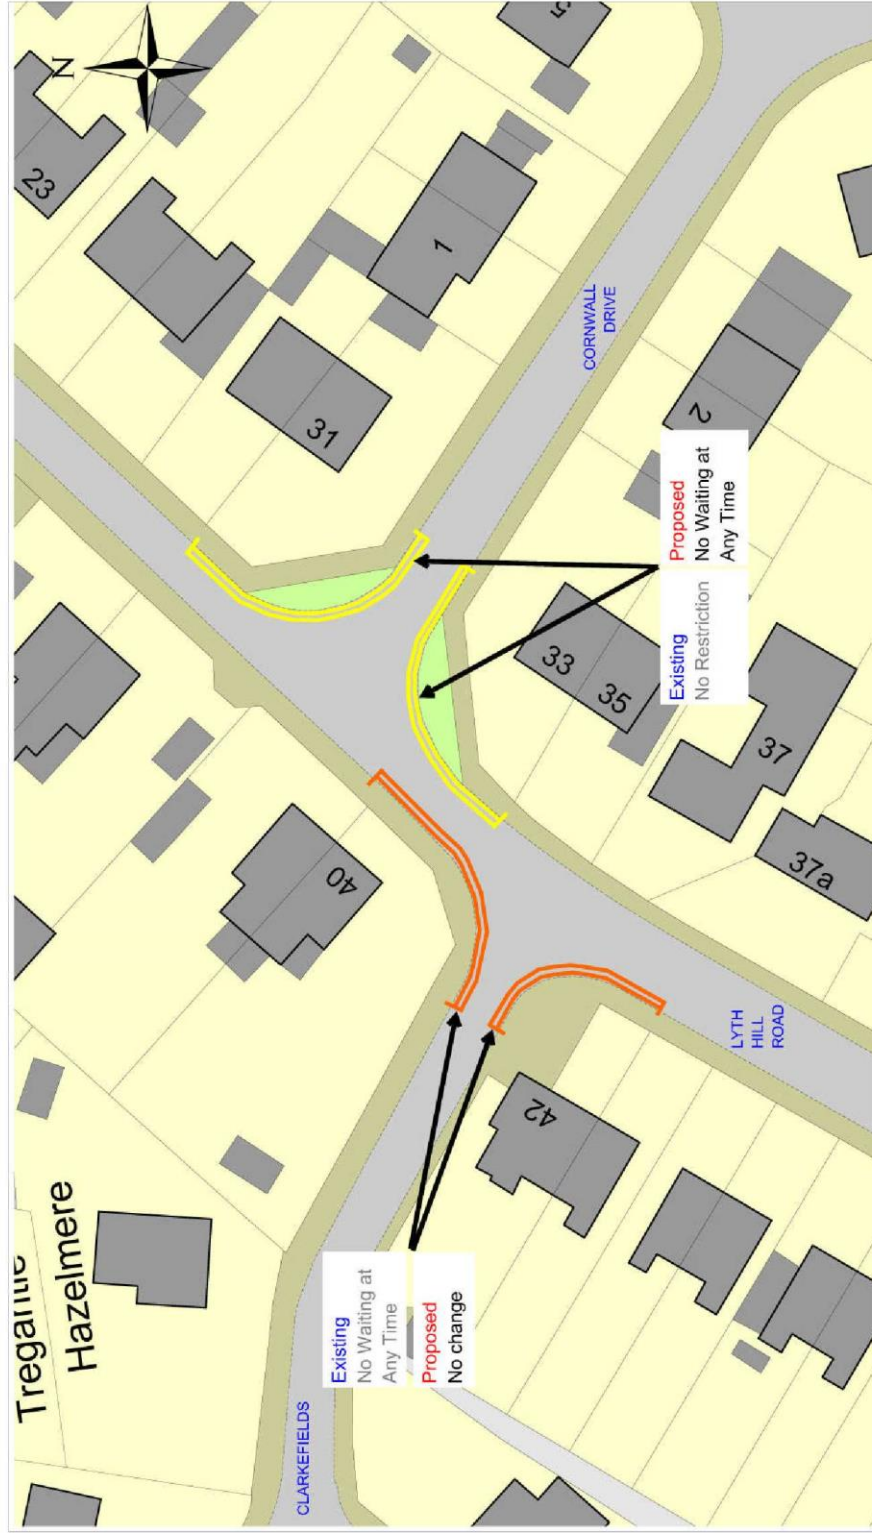 Hazelmere
23
N
CLARKEFIELDS
Existing
No Waiting at
Any Time
Proposed
No change
40
31
1
42
33
35
CORNWALL
DRIVE
Existing
No Restriction
Proposed
No Waiting at
Any Time
2
LYTH
HILL
ROAD
37
37a
5